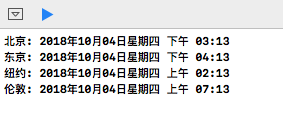 北京: 2018年10月04日星期四 下午 03:13
东京: 2018年10月04日星期四 下午 04:13
纽约: 2018年10月04日星期四 上午 02:13
伦敦: 2018年10月04日星期四 上午 07:13